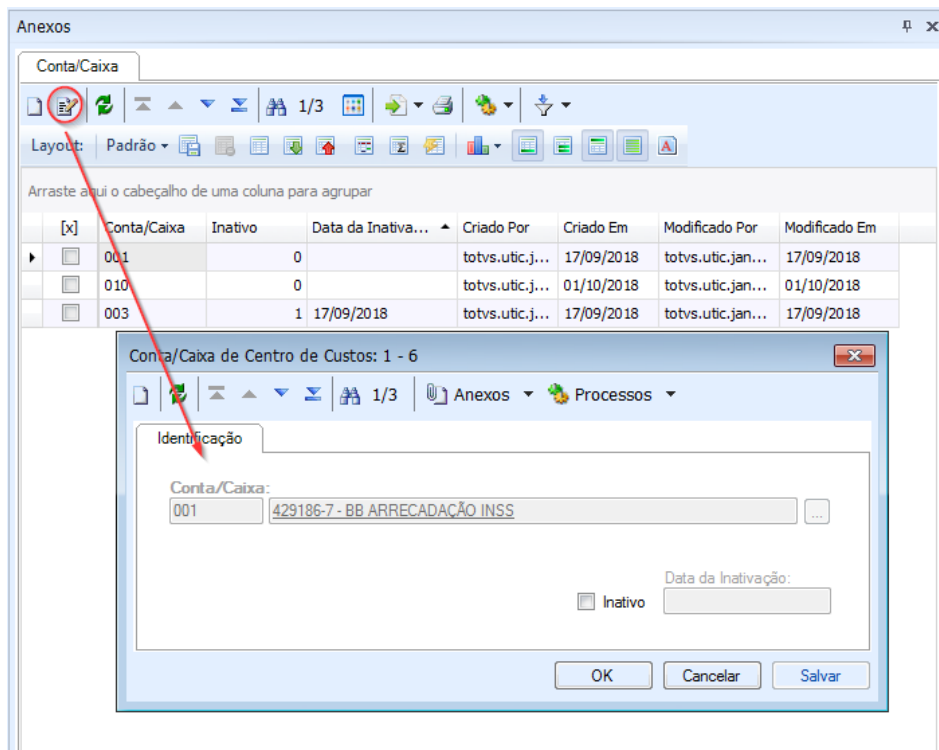 Anexos
Conta/Caixa
1/3
Layout: Padrão
Arraste aqui o cabeçalho de uma coluna para agrupar
[x] Conta/Caixa Inativo Data da Inativa... Criado Por Criado Em Modificado Por Modificado Em
001 0 totvs.utic.j... 17/09/2018 totvs.utic.jan... 17/09/2018
010 0 totvs.utic.j... 01/10/2018 totvs.utic.jan... 01/10/2018
003 1 17/09/2018 totvs.utic.j... 17/09/2018 totvs.utic.jan... 17/09/2018
Conta/Caixa de Centro de Custos: 1 - 6
1/3 Anexos Processos
Identificação
Conta/Caixa:
001 429186-7 - BB ARRECADAÇÃO INSS ...
Data da Inativação:
Inativo
OK Cancelar Salvar